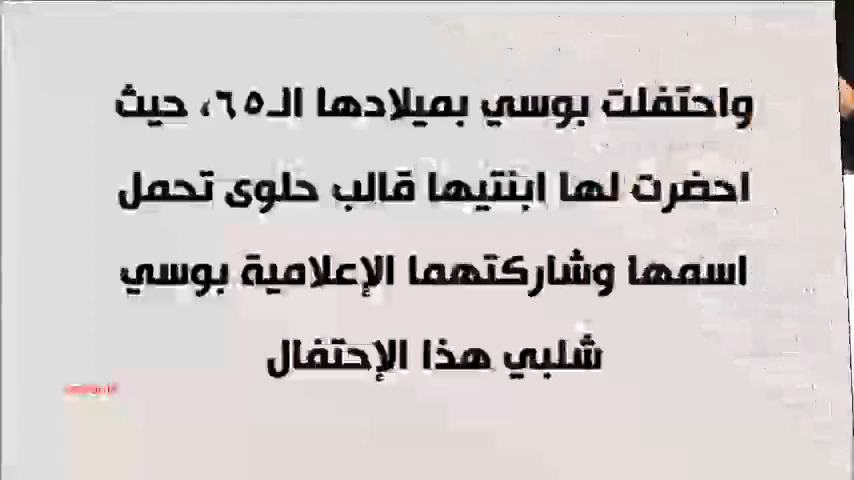 واحتفلت بوسي بميلادها الـ٦٥، حيث
احضرت لها ابنتيها قالب حلوى تحمل
اسمها وشاركتهما الإعلامية بوسي
شلبي هذا الإحتفال